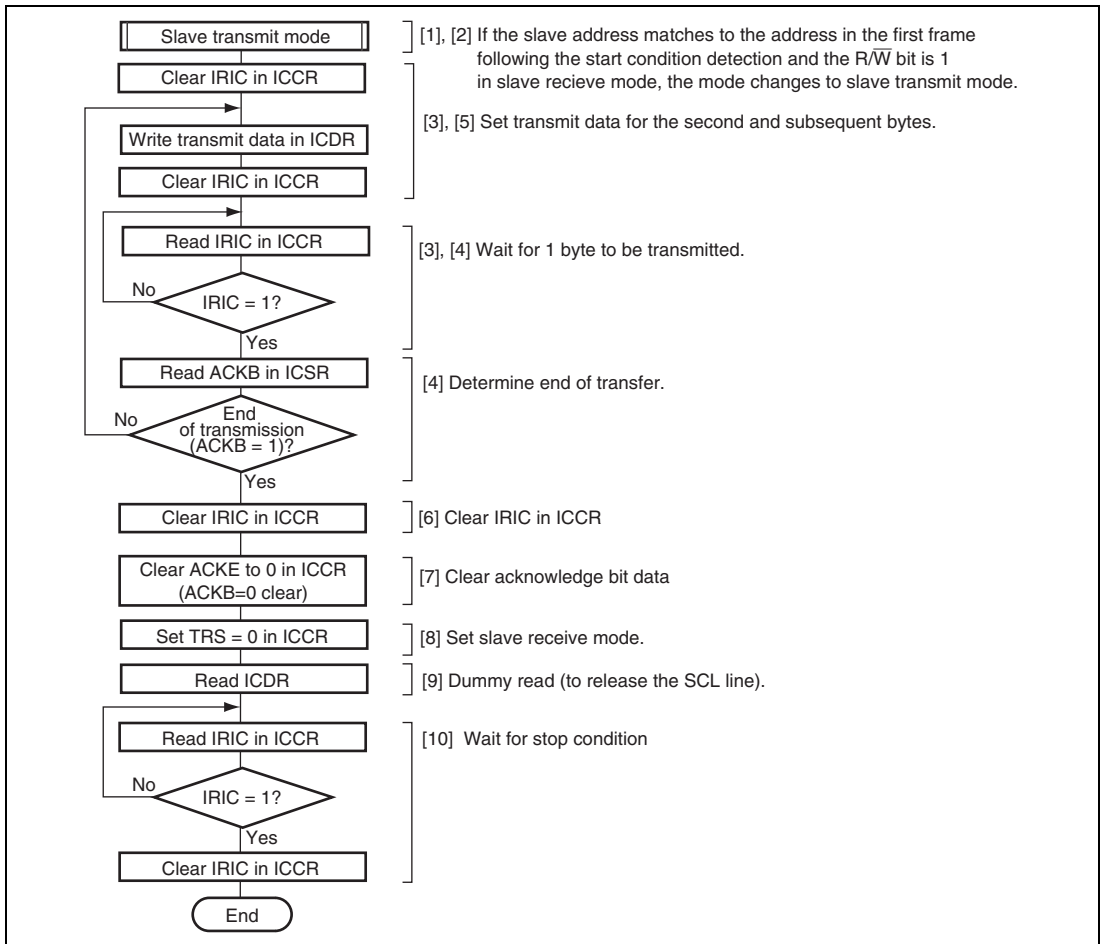 Slave transmit mode
[1], [2] If the slave address matches to the address in the first frame
following the start condition detection and the R/W̅ bit is 1
in slave recieve mode, the mode changes to slave transmit mode.
Clear IRIC in ICCR
[3], [5] Set transmit data for the second and subsequent bytes.
Write transmit data in ICDR
Clear IRIC in ICCR
Read IRIC in ICCR
[3], [4] Wait for 1 byte to be transmitted.
No
IRIC = 1?
Yes
Read ACKB in ICSR
[4] Determine end of transfer.
No
End
of transmission
(ACKB = 1)?
Yes
Clear IRIC in ICCR
[6] Clear IRIC in ICCR
Clear ACKE to 0 in ICCR
(ACKB=0 clear)
[7] Clear acknowledge bit data
Set TRS = 0 in ICCR
[8] Set slave receive mode.
Read ICDR
[9] Dummy read (to release the SCL line).
Read IRIC in ICCR
[10] Wait for stop condition
No
IRIC = 1?
Yes
Clear IRIC in ICCR
End